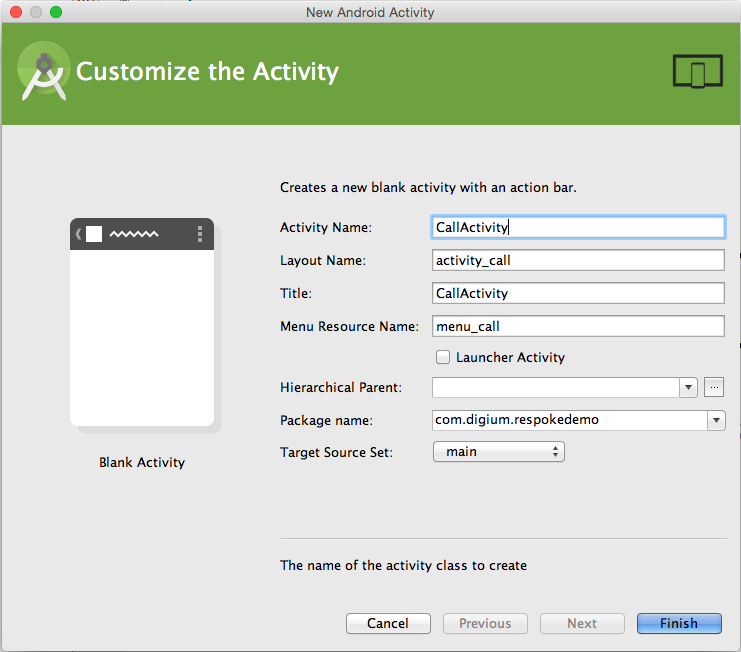 New Android Activity
Customize the Activity
Creates a new blank activity with an action bar.
Activity Name: CallActivity
Layout Name: activity_call
Title: CallActivity
Menu Resource Name: menu_call
Launcher Activity
Hierarchical Parent: ...
Package name: com.digium.respokedemo
Target Source Set: main
Blank Activity
The name of the activity class to create
Cancel Previous Next Finish